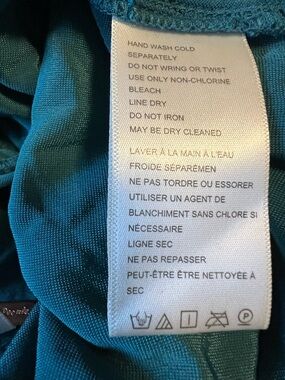 HAND WASH COLD
SEPARATELY
DO NOT WRING OR TWIST
USE ONLY NON-CHLORINE
BLEACH
LINE DRY
DO NOT IRON
MAY BE DRY CLEANED
LAVER À LA MAIN À L'EAU
FROIDE SÉPARÉMEN
NE PAS TORDRE OU ESSORER
UTILISER UN AGENT DE
BLANCHIMENT SANS CHLORE SI
NÉCESSAIRE
LIGNE SEC
NE PAS REPASSER
PEUT-ÊTRE ÊTRE NETTOYÉE À
SEC
P